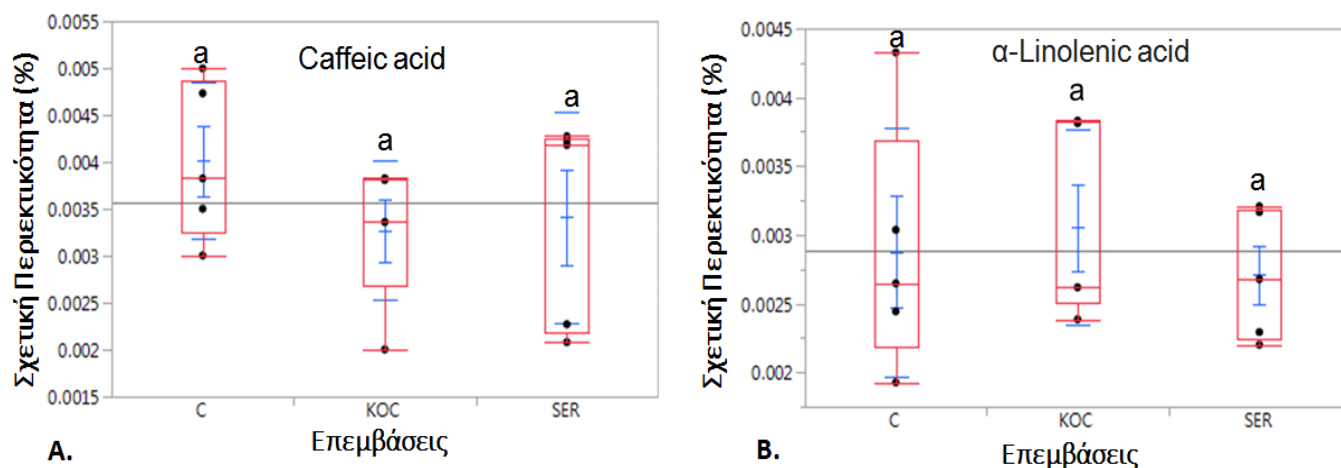 Σχετική Περιεκτικότητα (%)
0.0055
0.005
0.0045
0.004
0.0035
0.003
0.0025
0.002
0.0015
Caffeic acid
a
a
a
C
KOC
SER
Επεμβάσεις
A.
Σχετική Περιεκτικότητα (%)
0.0045
0.004
0.0035
0.003
0.0025
0.002
α-Linolenic acid
a
a
a
C
KOC
SER
Επεμβάσεις
B.